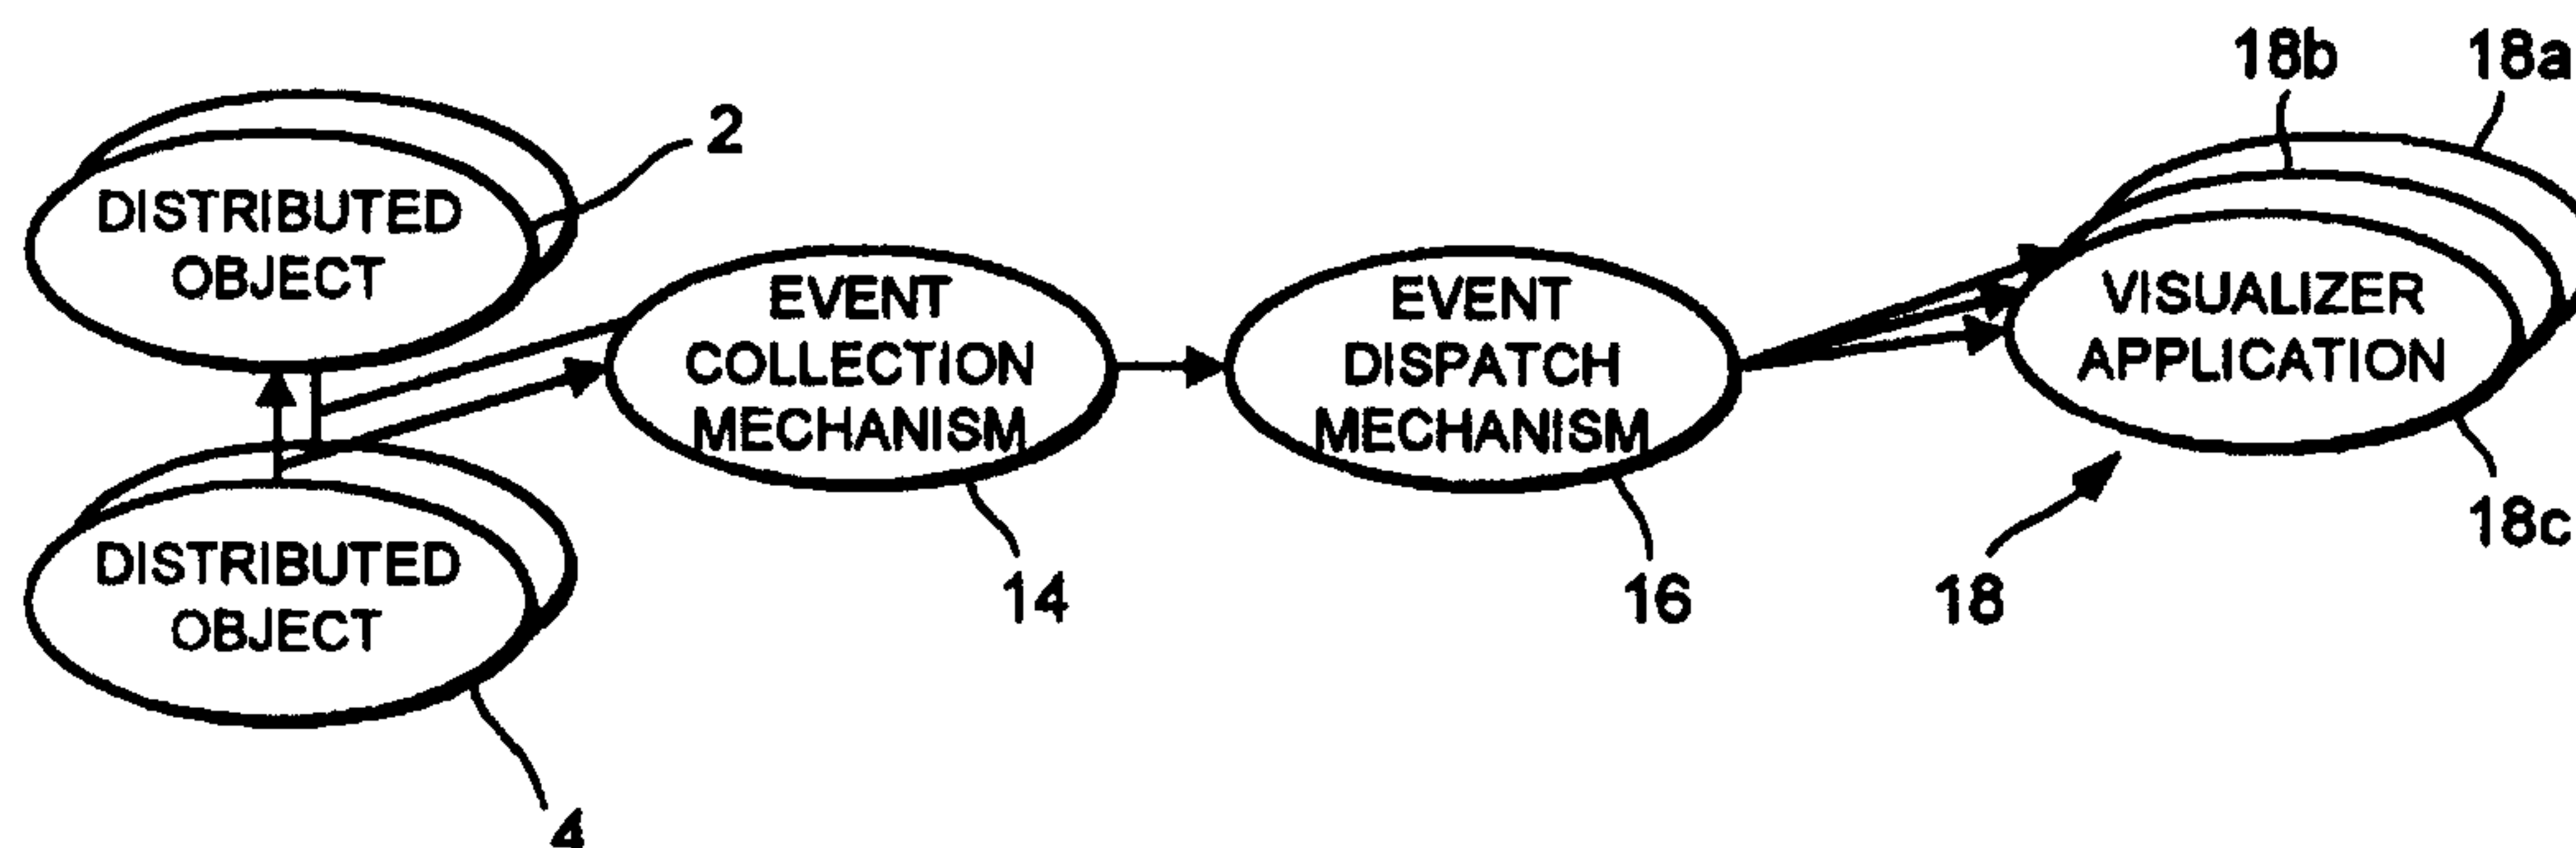 18b
18a
2
DISTRIBUTED
OBJECT
EVENT
COLLECTION
MECHANISM
EVENT
DISPATCH
MECHANISM
VISUALIZER
APPLICATION
18c
DISTRIBUTED
OBJECT
14
16
18
4